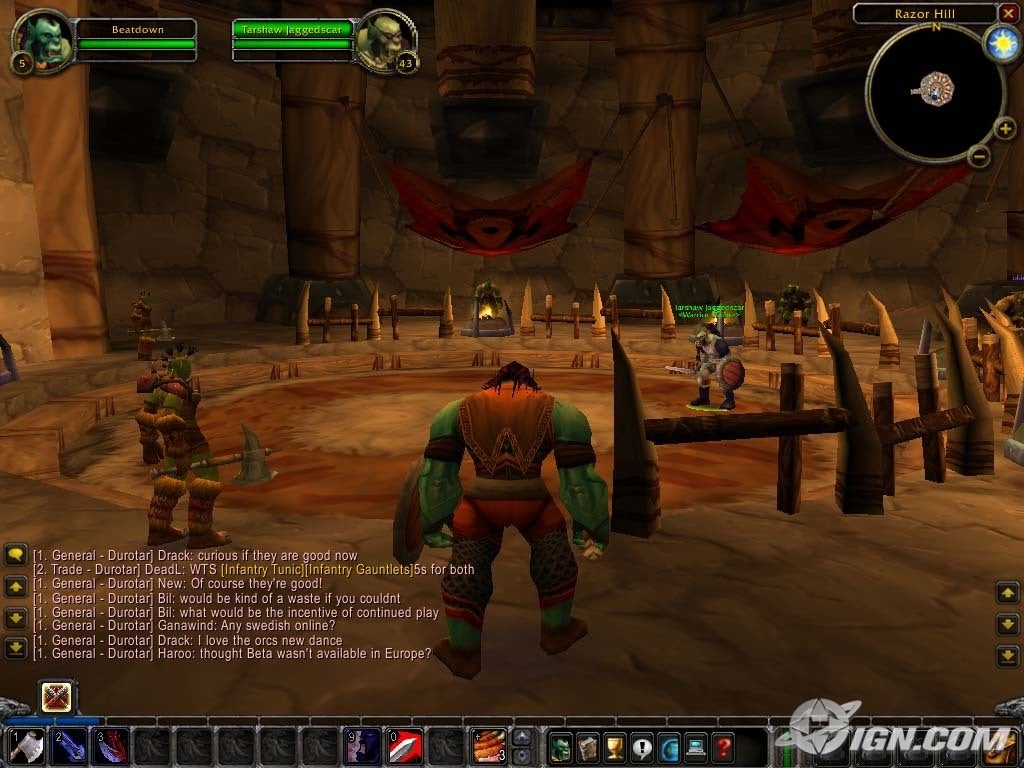 Beatdown
5
Tarshaw Jaggedscar
43
Razor Hill
N
Tarshaw Jaggedscar
[1. General - Durotar] Drack: curious if they are good now
[2. Trade - Durotar] DeadL: WTS [Infantry Tunic][Infantry Gauntlets]5s for both
[1. General - Durotar] New: Of course they're good!
[1. General - Durotar] Bil: would be kind of a waste if you couldnt
[1. General - Durotar] Bil: what would be the incentive of continued play
[1. General - Durotar] Ganawind: Any swedish online?
[1. General - Durotar] Drack: I love the orcs new dance
[1. General - Durotar] Haroo: thought Beta wasn't available in Europe?
1 2 3 9 0 + 3 ! ?
IGN.COM